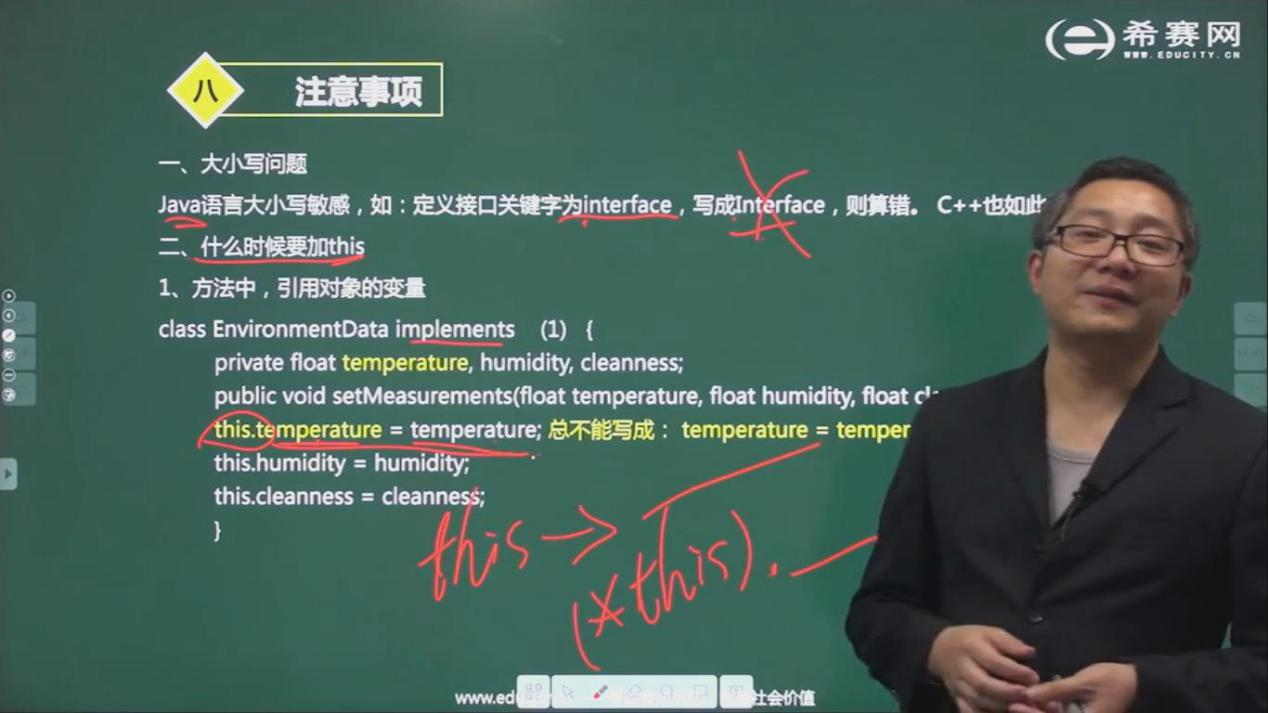 希赛网
WWW.EDUCITY.CN
八 注意事项
一、大小写问题
Java语言大小写敏感，如：定义接口关键字为interface，写成Interface，则算错。 C++也如此
二、什么时候要加this
1、方法中，引用对象的变量
class EnvironmentData implements (1) {
private float temperature, humidity, cleanness;
public void setMeasurements(float temperature, float humidity, float
this.temperature = temperature; 总不能写成： temperature =
this.humidity = humidity;
this.cleanness = cleanness;
}
this→
(*this).
社会价值